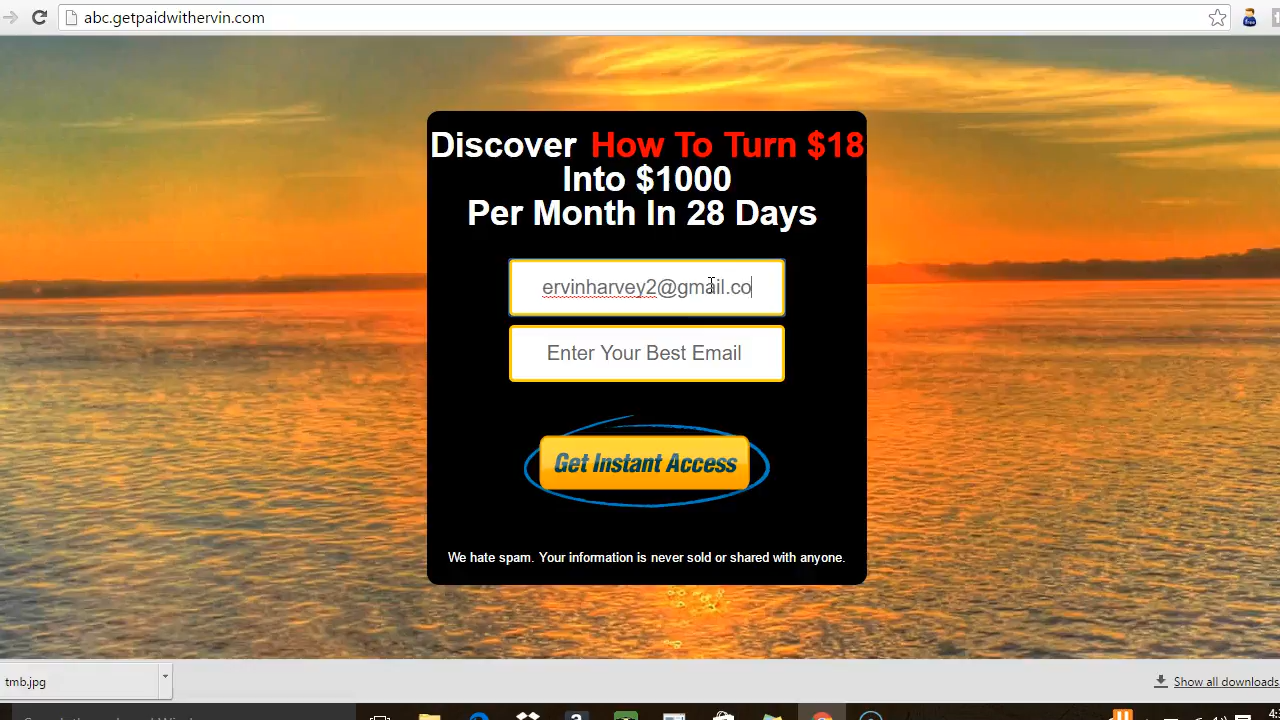 abc.getpaidwithervin.com
Discover How To Turn $18
Into $1000
Per Month In 28 Days
ervinharvey2@gmail.co
Enter Your Best Email
Get Instant Access
We hate spam. Your information is never sold or shared with anyone.
tmb.jpg
Show all downloads